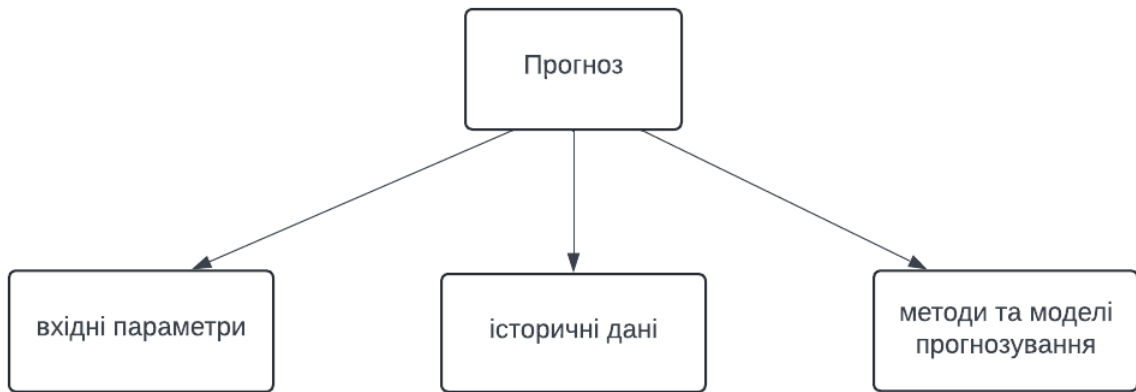 Прогноз
вхідні параметри
історичні дані
методи та моделі
прогнозування